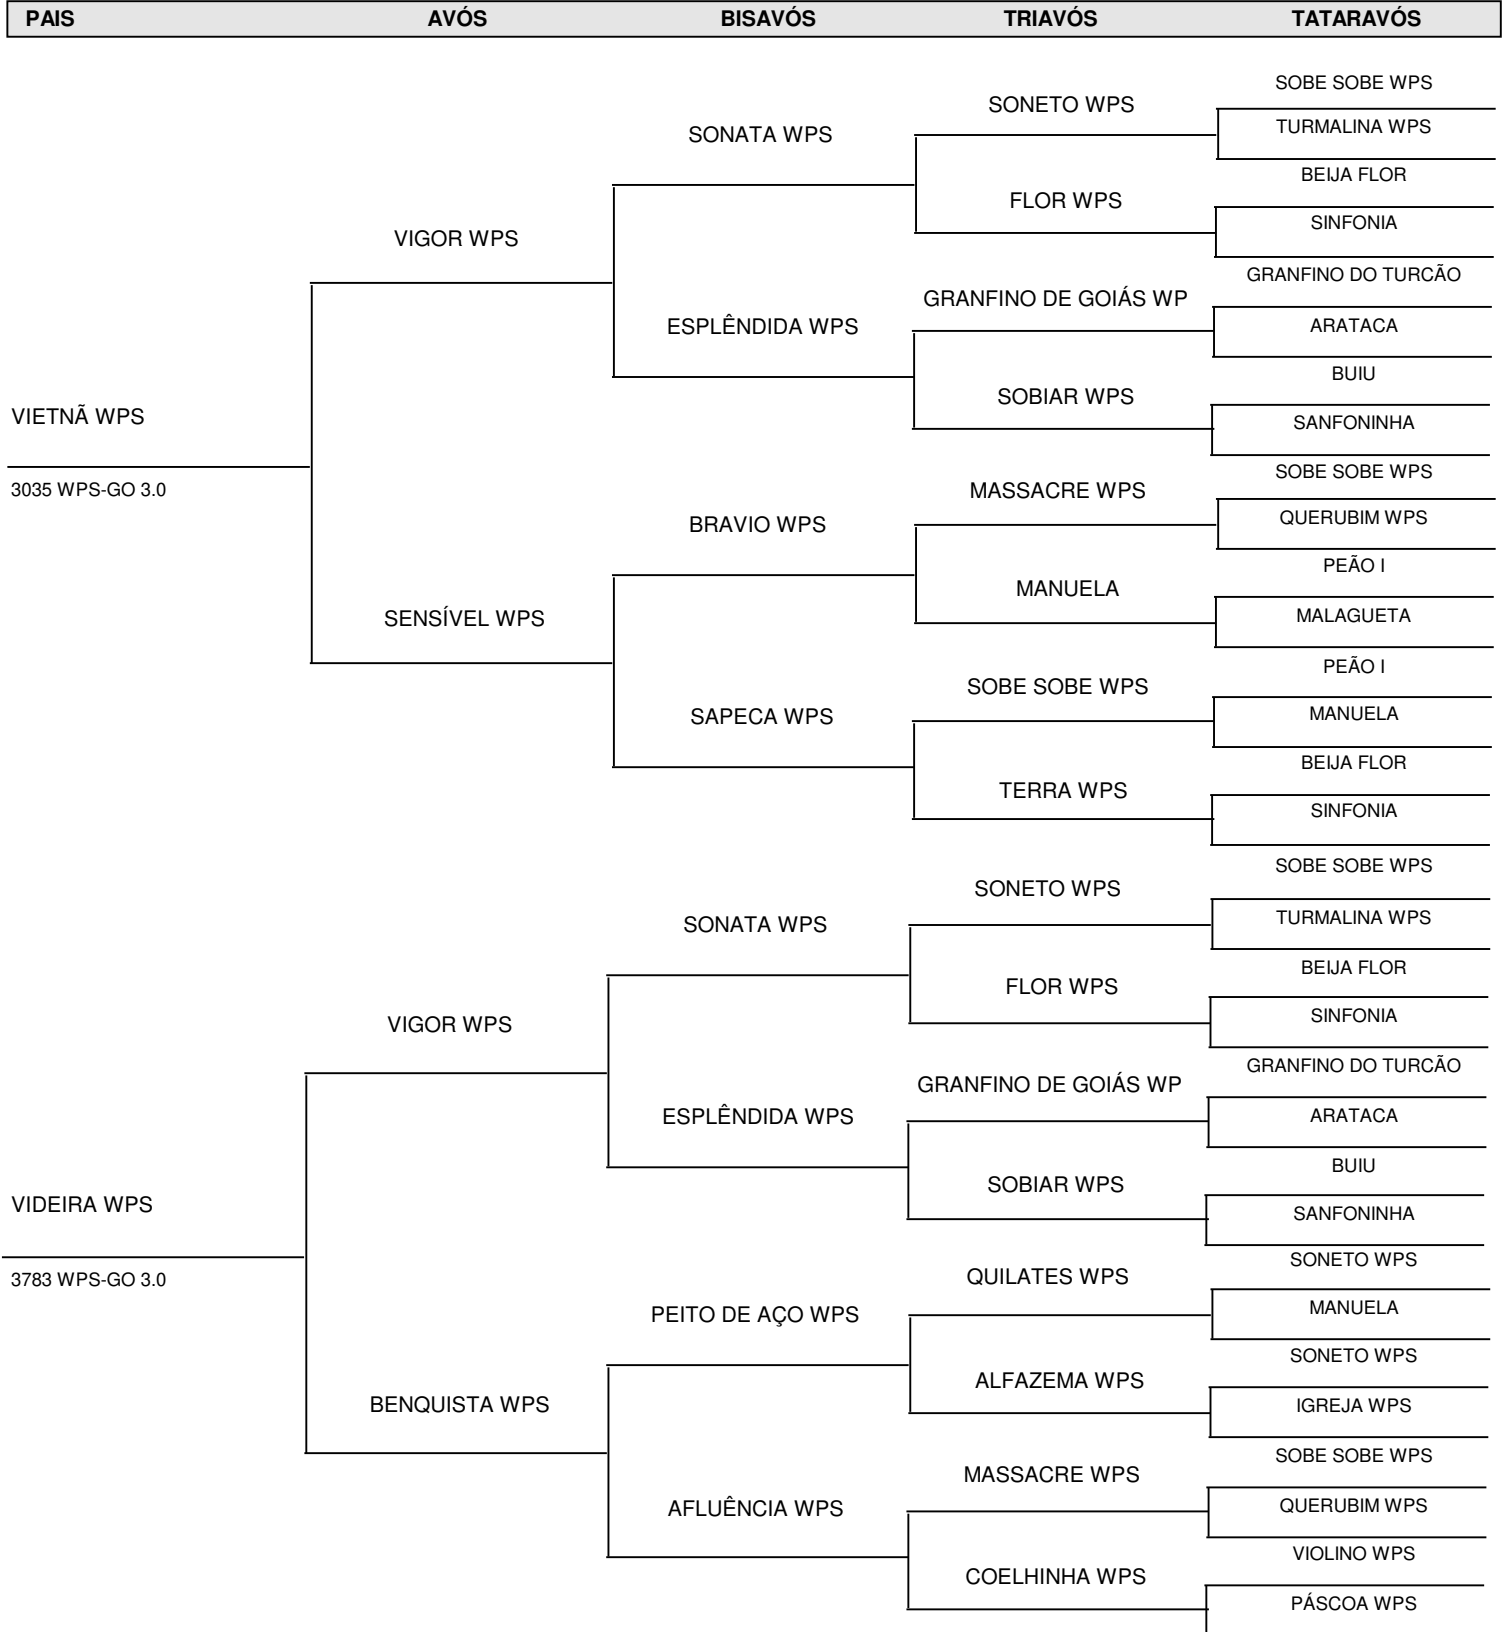 PAIS AVÓS BISAVÓS TRIAVÓS TATARAVÓS
SOBE SOBE WPS
SONETO WPS
TURMALINA WPS
SONATA WPS
BEIJA FLOR
FLOR WPS
SINFONIA
VIGOR WPS
GRANFINO DO TURCÃO
GRANFINO DE GOIÁS WP
ESPLÊNDIDA WPS
ARATACA
BUIU
SOBIAR WPS
VIETNÃ WPS
SANFONINHA
SOBE SOBE WPS
3035 WPS-GO 3.0
MASSACRE WPS
QUERUBIM WPS
BRAVIO WPS
PEÃO I
MANUELA
MALAGUETA
SENSÍVEL WPS
PEÃO I
SOBE SOBE WPS
MANUELA
SAPECA WPS
BEIJA FLOR
TERRA WPS
SINFONIA
SOBE SOBE WPS
SONETO WPS
TURMALINA WPS
SONATA WPS
BEIJA FLOR
FLOR WPS
SINFONIA
VIGOR WPS
GRANFINO DO TURCÃO
GRANFINO DE GOIÁS WP
ESPLÊNDIDA WPS
ARATACA
BUIU
SOBIAR WPS
VIDEIRA WPS
SANFONINHA
SONETO WPS
3783 WPS-GO 3.0
QUILATES WPS
MANUELA
PEITO DE AÇO WPS
SONETO WPS
ALFAZEMA WPS
IGREJA WPS
BENQUISTA WPS
SOBE SOBE WPS
MASSACRE WPS
QUERUBIM WPS
AFLUÊNCIA WPS
VIOLINO WPS
COELHINHA WPS
PÁSCOA WPS